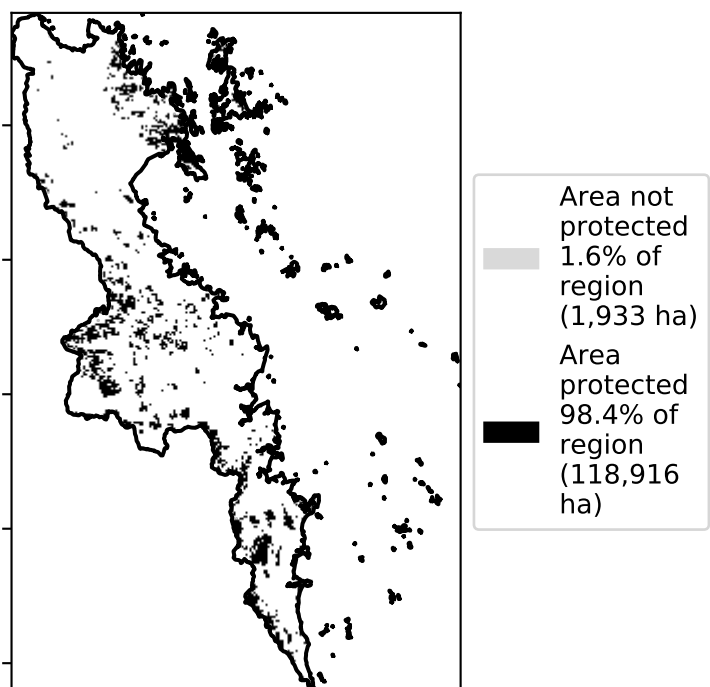 Area not
protected
1.6% of
region
(1,933 ha)
Area
protected
98.4% of
region
(118,916
ha)